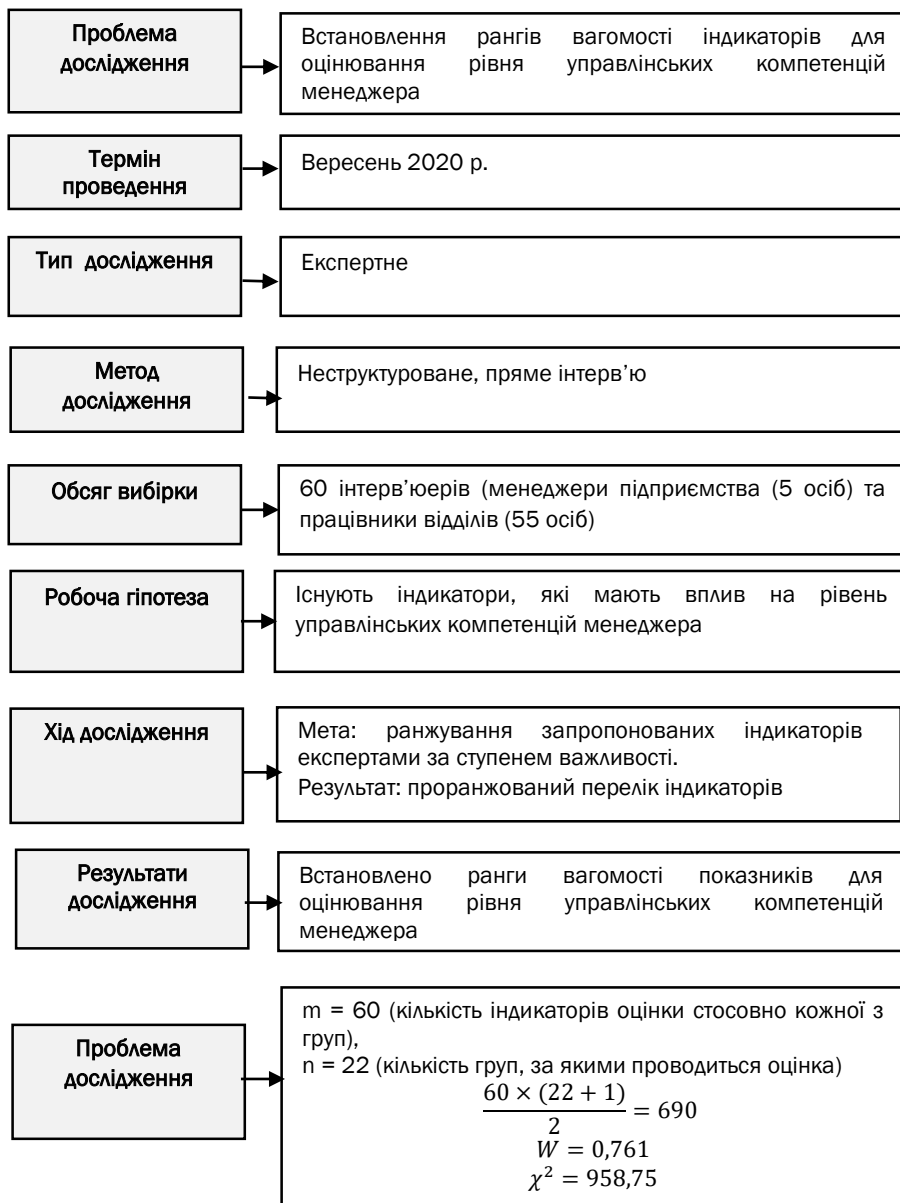 Проблема
дослідження
Встановлення рангів вагомості індикаторів для
оцінювання рівня управлінських компетенцій
менеджера
Термін
проведення
Вересень 2020 р.
Тип дослідження
Експертне
Метод
дослідження
Неструктуроване, пряме інтерв’ю
Обсяг вибірки
60 інтерв’юерів (менеджери підприємства (5 осіб) та
працівники відділів (55 осіб)
Робоча гіпотеза
Існують індикатори, які мають вплив на рівень
управлінських компетенцій менеджера
Хід дослідження
Мета: ранжування запропонованих індикаторів
експертами за ступенем важливості.
Результат: проранжований перелік індикаторів
Результати
дослідження
Встановлено ранги вагомості показників для
оцінювання рівня управлінських компетенцій
менеджера
Проблема
дослідження
m = 60 (кількість індикаторів оцінки стосовно кожної з
груп),
n = 22 (кількість груп, за якими проводиться оцінка)
60 × (22 + 1)
2
= 690
W = 0,761
χ² = 958,75